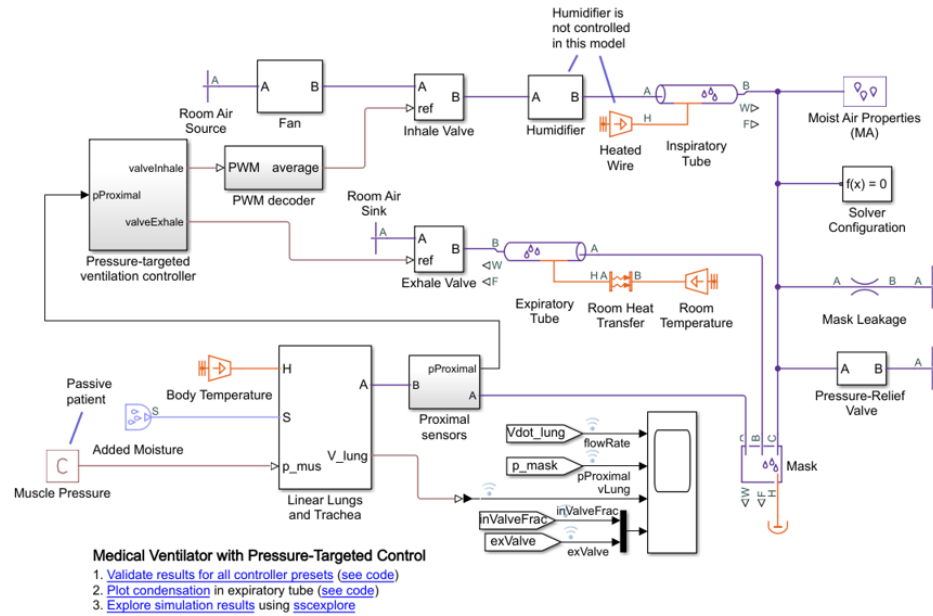 Humidifier is
not controlled
in this model
A
Room Air
Source
A
B
Fan
A
B
ref
Inhale Valve
A
B
Humidifier
H
Heated
Wire
A
B
W
F
Inspiratory
Tube
Moist Air Properties
(MA)
f(x) = 0
Solver
Configuration
valveInhale
pProximal
valveExhale
Pressure-targeted
ventilation controller
PWM
average
PWM decoder
Room Air
Sink
A
A
B
ref
Exhale Valve
B
W
F
A
Expiratory
Tube
H A
B
Room Heat
Transfer
Room
Temperature
A
B
A
Mask Leakage
A
B
A
Pressure-Relief
Valve
Passive
patient
Body Temperature
S
Added Moisture
C
Muscle Pressure
H
A
S
V_lung
p_mus
Linear Lungs
and Trachea
B
pProximal
A
Proximal
sensors
Vdot_lung
flowRate
p_mask
pProximal
vLung
inValveFrac
inValveFrac
exValve
exValve
B
C
W
F
H
Mask
Medical Ventilator with Pressure-Targeted Control
1. Validate results for all controller presets (see code)
2. Plot condensation in expiratory tube (see code)
3. Explore simulation results using sscexplore